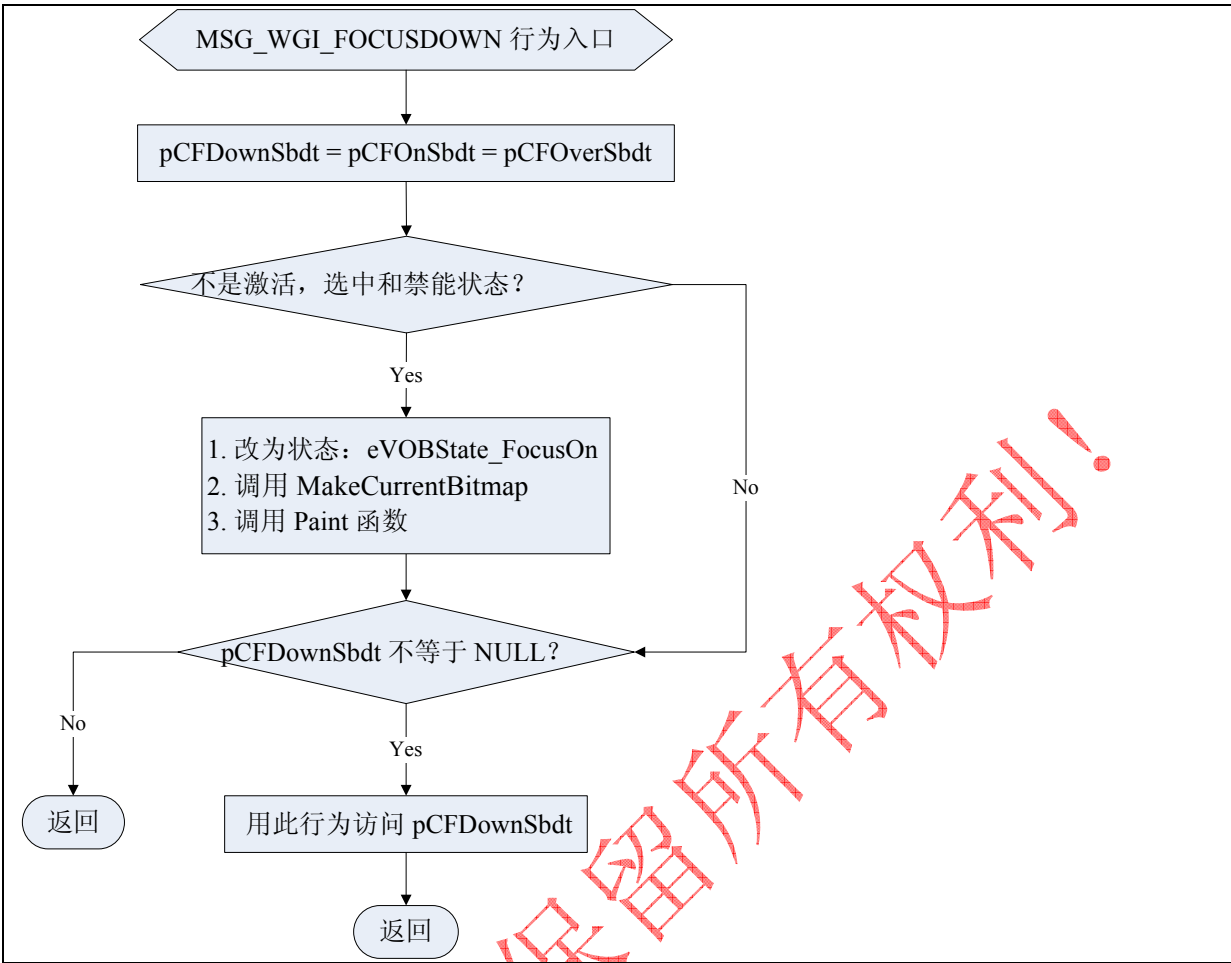 MSG_WGI_FOCUSDOWN 行为入口
pCFDownSbdt = pCFOnSbdt = pCFOverSbdt
不是激活，选中和禁能状态？
Yes
No
1. 改为状态：eVOBState_FocusOn
2. 调用 MakeCurrentBitmap
3. 调用 Paint 函数
pCFDownSbdt 不等于 NULL？
No
Yes
返回
用此行为访问 pCFDownSbdt
返回
保留所有权利！